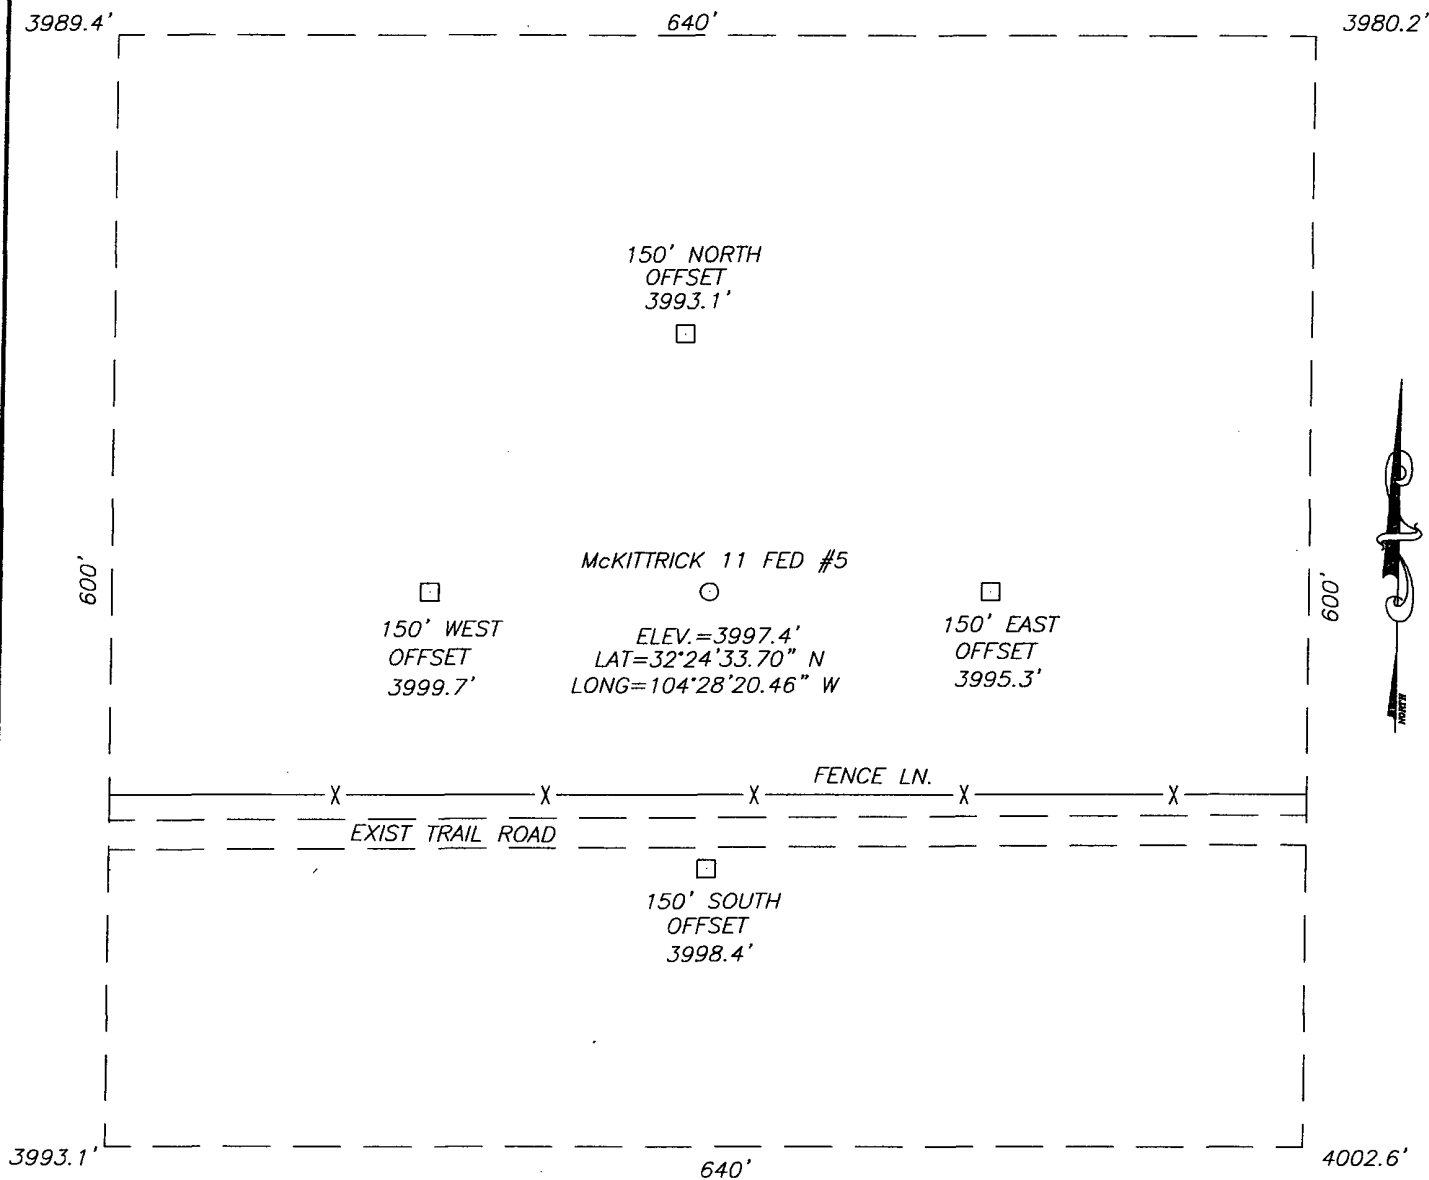 3989.4'
640'
3980.2'
150' NORTH
OFFSET
3993.1'
600'
McKITTRICK 11 FED #5
600'
150' WEST
OFFSET
3999.7'
ELEV.=3997.4'
LAT=32°24'33.70" N
LONG=104°28'20.46" W
150' EAST
OFFSET
3995.3'
NORTH
FENCE LN.
X X X X X
EXIST TRAIL ROAD
150' SOUTH
OFFSET
3998.4'
3993.1'
640'
4002.6'